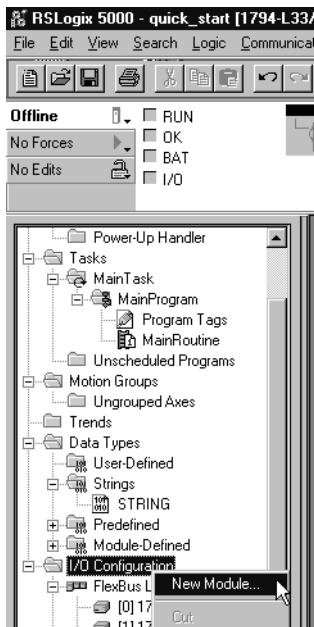 RSLogix 5000 - quick_start [1794-L33/
File Edit View Search Logic Communica
Offline
RUN
No Forces
OK
BAT
No Edits
I/O
Power-Up Handler
Tasks
MainTask
MainProgram
Program Tags
MainRoutine
Unscheduled Programs
Motion Groups
Ungrouped Axes
Trends
Data Types
User-Defined
Strings
STRING
Predefined
Module-Defined
I/O Configuration
New Module...
FlexBus L
[0] 17
Cut
[1] 17